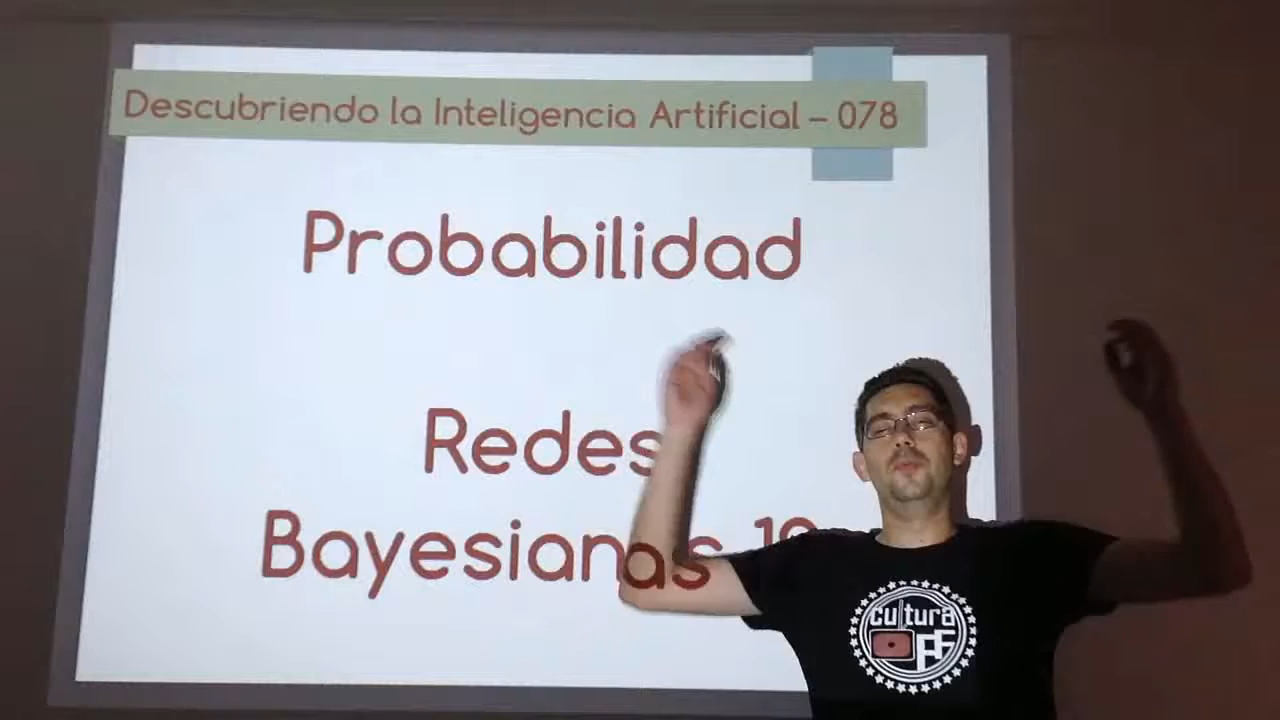 Descubriendo la Inteligencia Artificial – 078
Probabilidad
Redes
Bayesianas
cultura